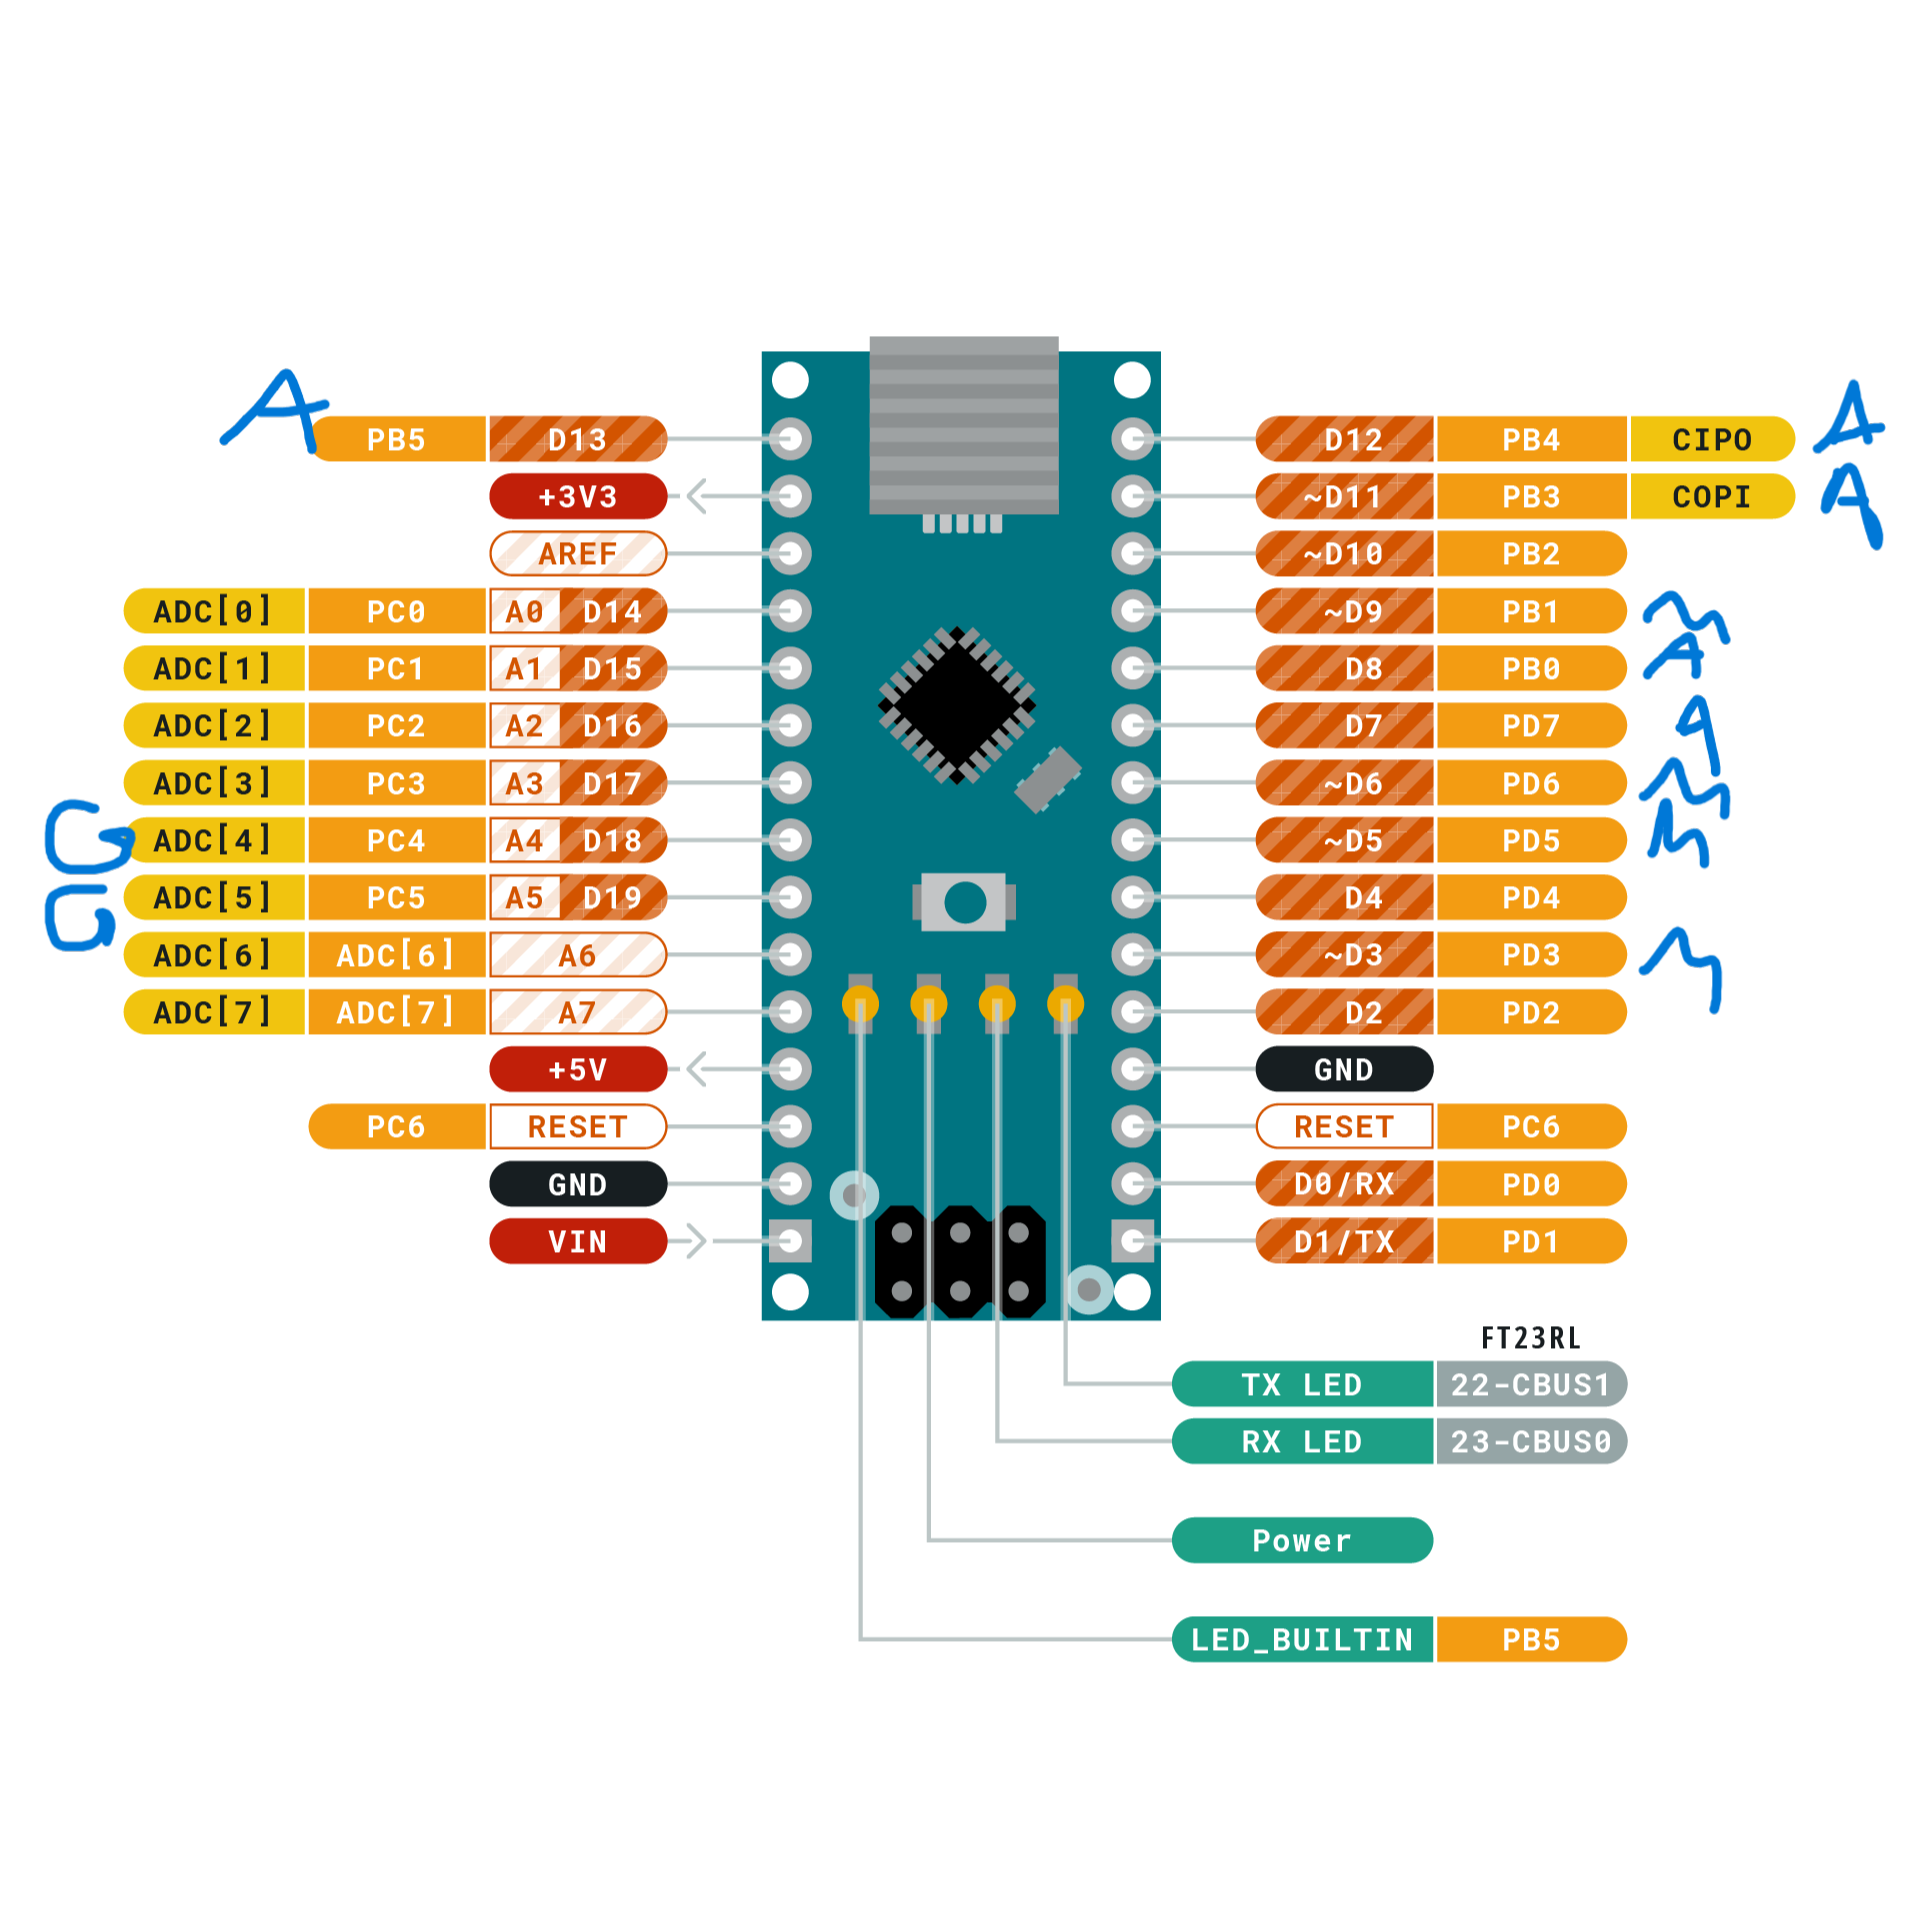 A PB5 D13 D12 PB4 CIPO A
+3V3 ~D11 PB3 COPI A
AREF ~D10 PB2
ADC[0] PC0 A0 D14 ~D9 PB1 M
ADC[1] PC1 A1 D15 D8 PB0 A
ADC[2] PC2 A2 D16 D7 PD7 A
ADC[3] PC3 A3 D17 ~D6 PD6 M
G ADC[4] PC4 A4 D18 ~D5 PD5 M
G ADC[5] PC5 A5 D19 D4 PD4
ADC[6] ADC[6] A6 ~D3 PD3 M
ADC[7] ADC[7] A7 D2 PD2
+5V GND
PC6 RESET RESET PC6
GND D0/RX PD0
VIN D1/TX PD1
FT23RL
TX LED 22-CBUS1
RX LED 23-CBUS0
Power
LED_BUILTIN PB5